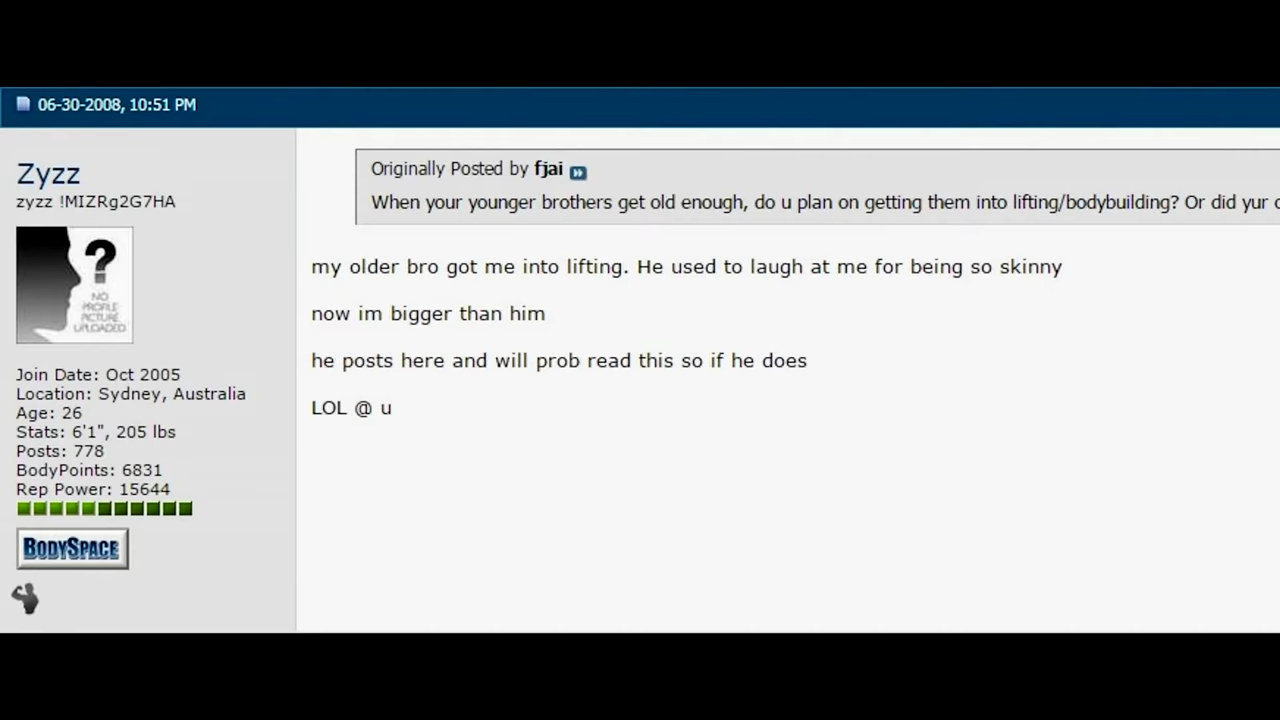 06-30-2008, 10:51 PM
Zyzz
zyzz !MIZRg2G7HA
?
NO
PROFILE
PICTURE
UPLOADED
Join Date: Oct 2005
Location: Sydney, Australia
Age: 26
Stats: 6'1", 205 lbs
Posts: 778
BodyPoints: 6831
Rep Power: 15644
BODYSPACE
Originally Posted by fjai
When your younger brothers get old enough, do u plan on getting them into lifting/bodybuilding? Or did yur
my older bro got me into lifting. He used to laugh at me for being so skinny
now im bigger than him
he posts here and will prob read this so if he does
LOL @ u